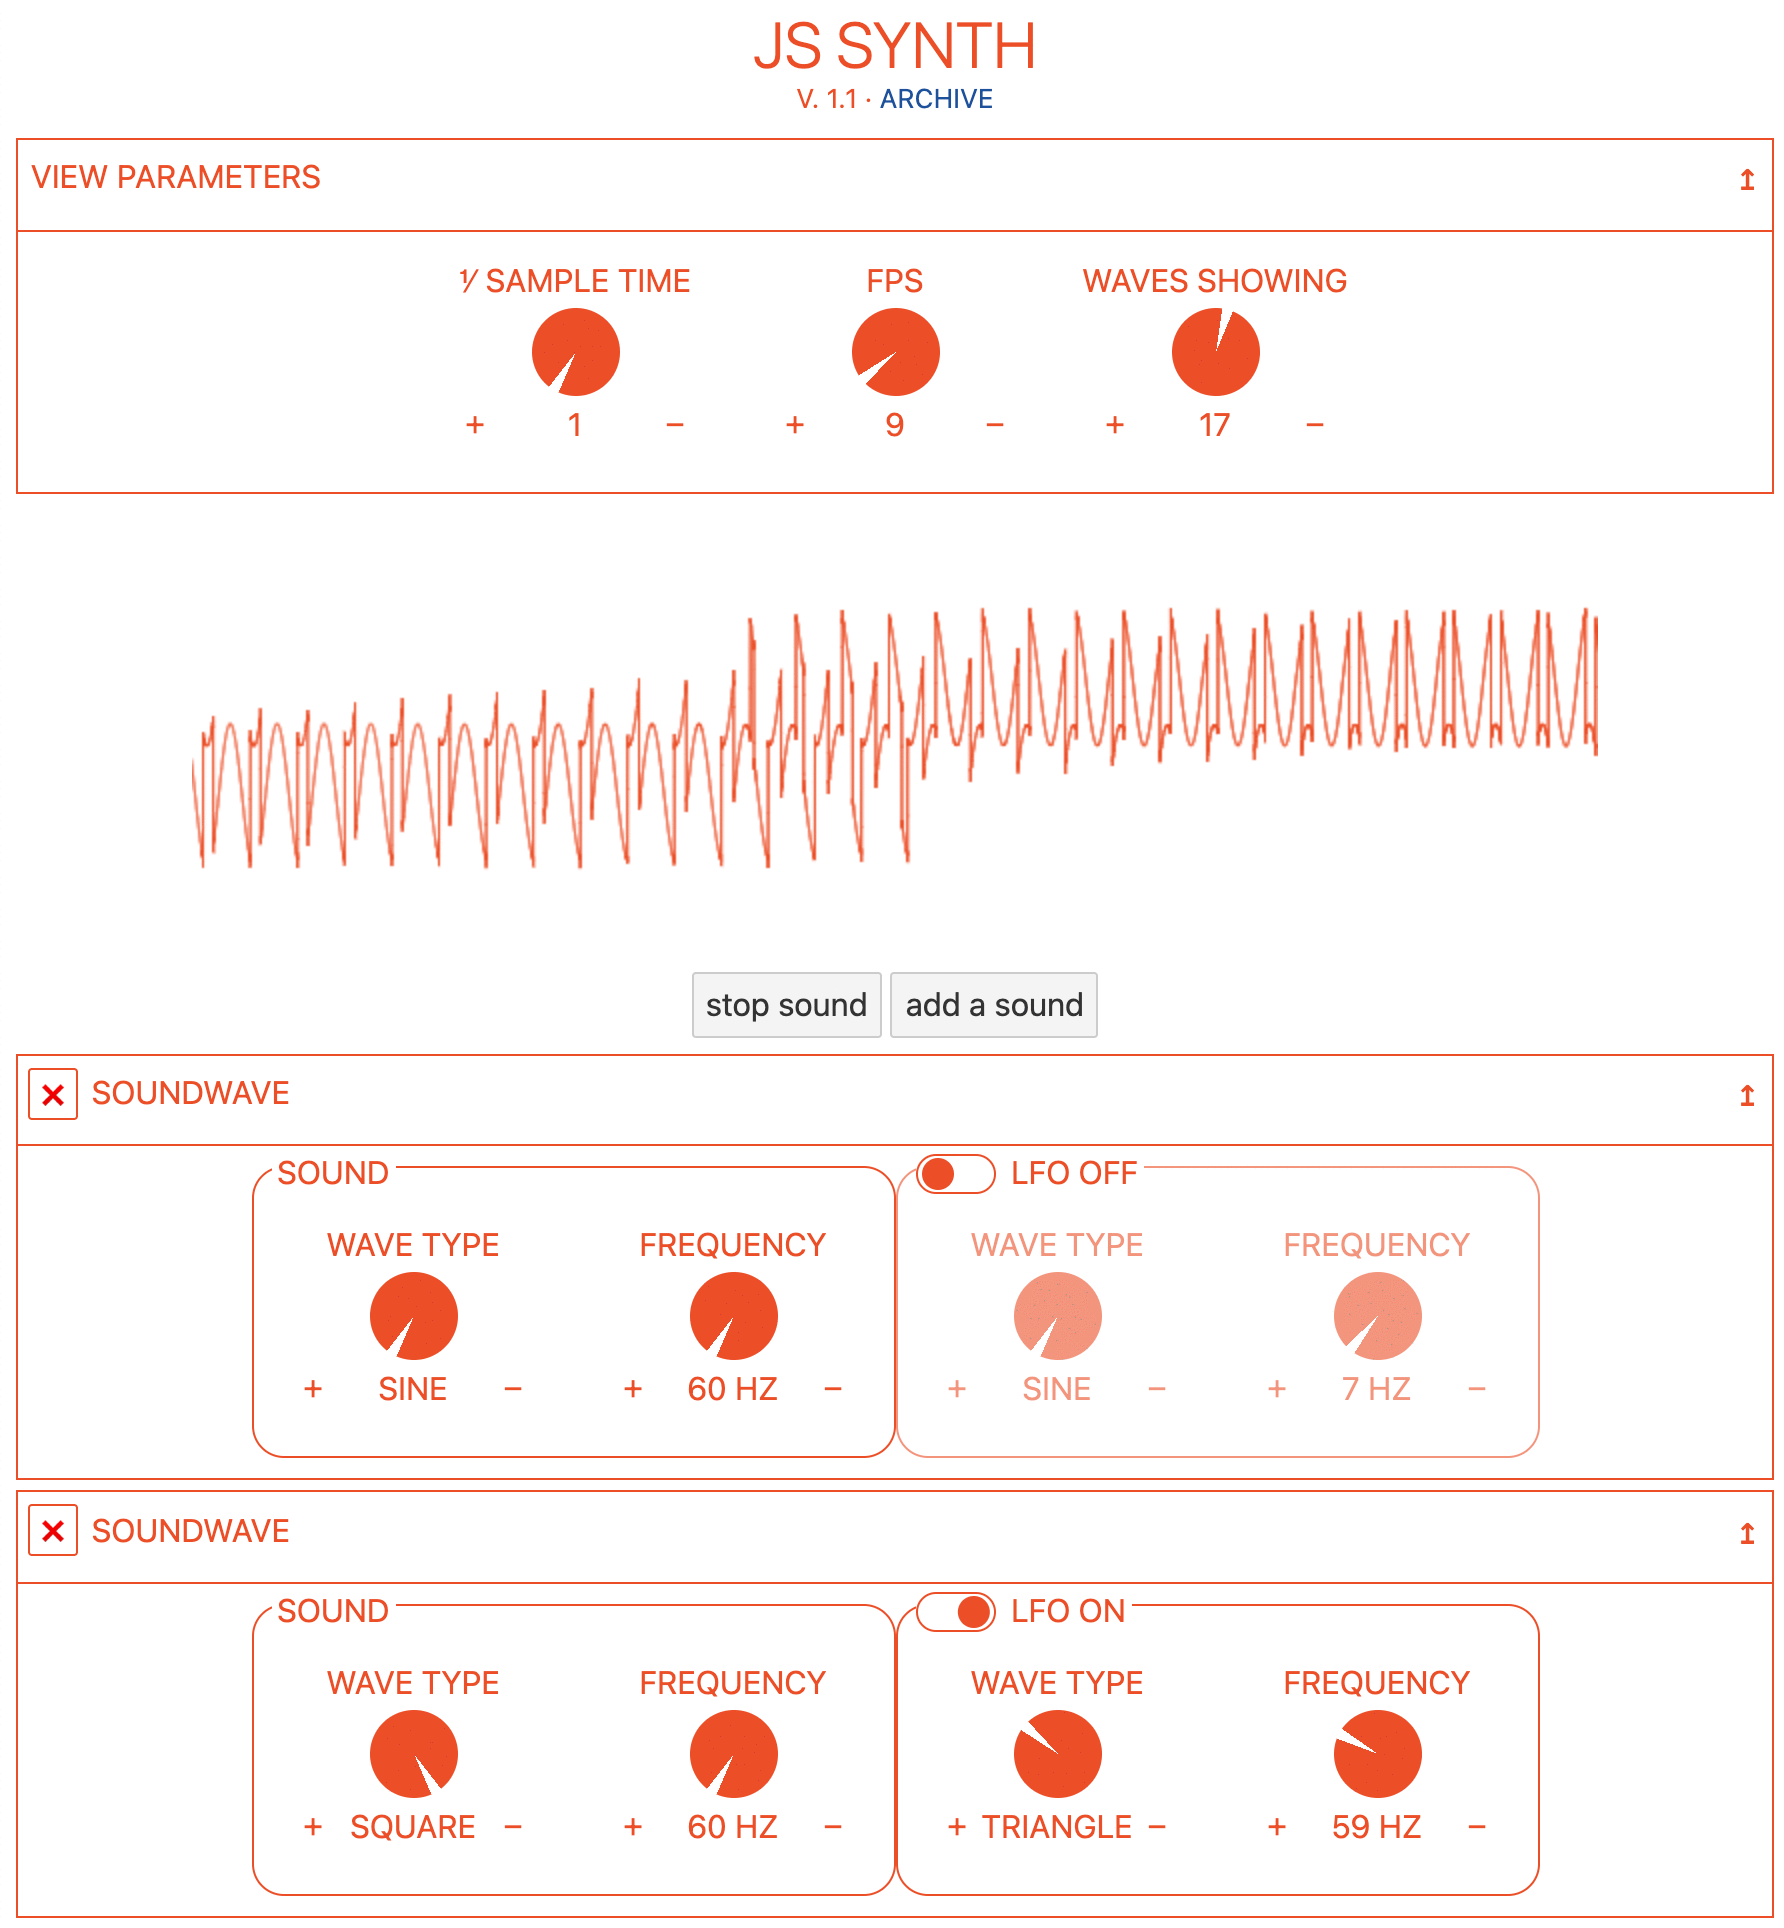 JS SYNTH
V. 1.1 · ARCHIVE
VIEW PARAMETERS ↥
⅟ SAMPLE TIME FPS WAVES SHOWING
+ 1 − + 9 − + 17 −
stop sound add a sound
× SOUNDWAVE ↥
SOUND LFO OFF
WAVE TYPE FREQUENCY WAVE TYPE FREQUENCY
+ SINE − + 60 HZ − + SINE − + 7 HZ −
× SOUNDWAVE ↥
SOUND LFO ON
WAVE TYPE FREQUENCY WAVE TYPE FREQUENCY
+ SQUARE − + 60 HZ − + TRIANGLE − + 59 HZ −